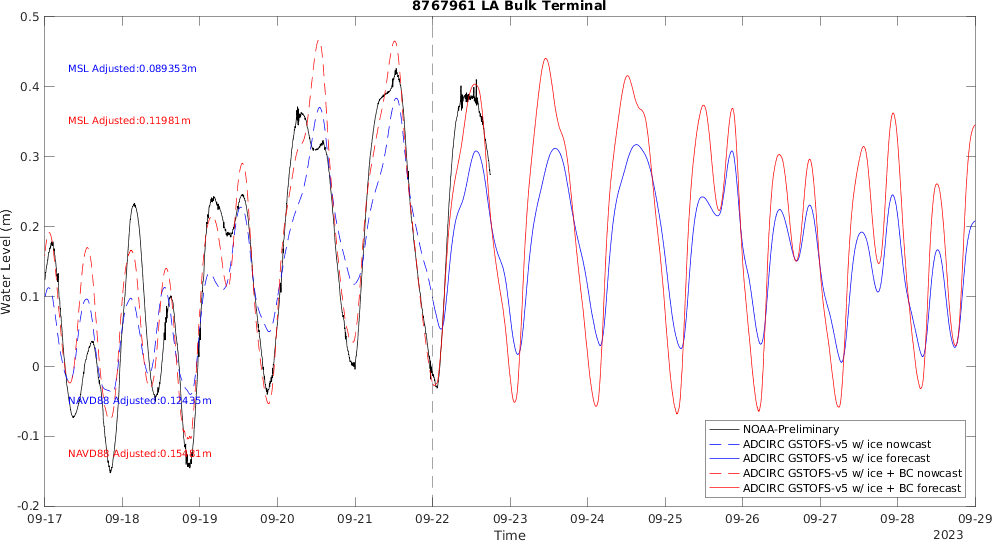 8767961 LA Bulk Terminal
0.5
0.4
0.3
0.2
0.1
0
-0.1
-0.2
Water Level (m)
MSL Adjusted:0.089353m
MSL Adjusted:0.11981m
NAVD88 Adjusted:0.12435m
NAVD88 Adjusted:0.15481m
NOAA-Preliminary
ADCIRC GSTOFS-v5 w/ ice nowcast
ADCIRC GSTOFS-v5 w/ ice forecast
ADCIRC GSTOFS-v5 w/ ice + BC nowcast
ADCIRC GSTOFS-v5 w/ ice + BC forecast
09-17 09-18 09-19 09-20 09-21 09-22 09-23 09-24 09-25 09-26 09-27 09-28 09-29
Time
2023